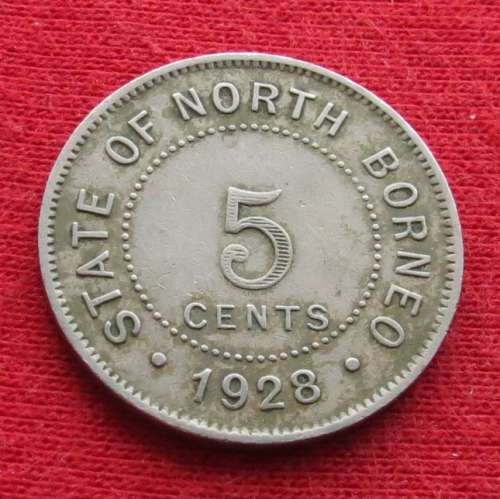 STATE OF NORTH BORNEO
5
CENTS
• 1928 •